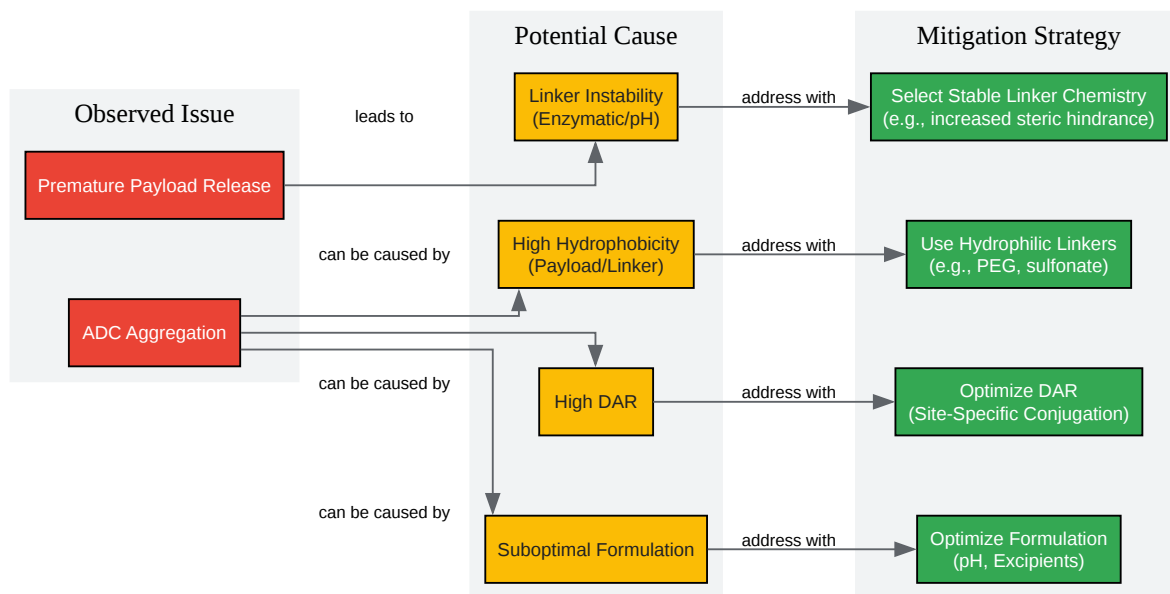 Observed Issue
Premature Payload Release
ADC Aggregation
leads to
can be caused by
can be caused by
can be caused by
Potential Cause
Linker Instability
(Enzymatic/pH)
High Hydrophobicity
(Payload/Linker)
High DAR
Suboptimal Formulation
address with
address with
address with
address with
Mitigation Strategy
Select Stable Linker Chemistry
(e.g., increased steric hindrance)
Use Hydrophilic Linkers
(e.g., PEG, sulfonate)
Optimize DAR
(Site-Specific Conjugation)
Optimize Formulation
(pH, Excipients)